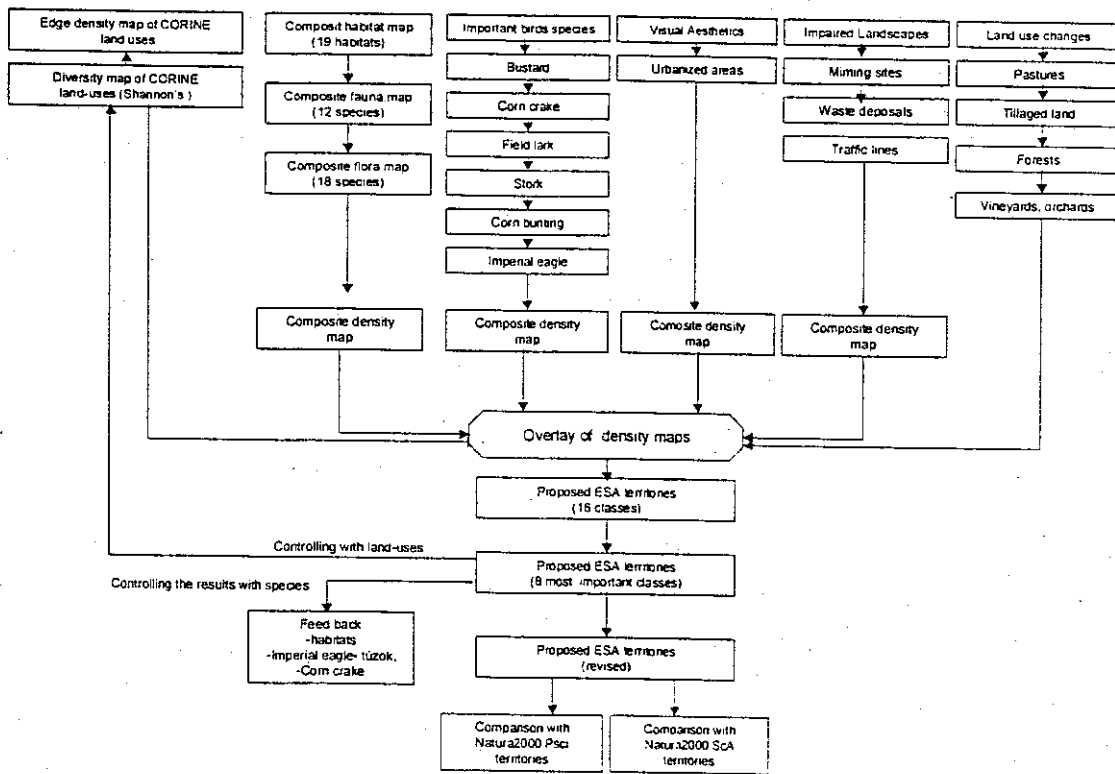 Edge density map of CORINE
land uses
Diversity map of CORINE
land-uses (Shannon's )
Composit habitat map
(19 habitats)
Composite fauna map
(12 species)
Composite flora map
(18 species)
Composite density
map
Important birds species
Bustard
Corn crake
Field lark
Stork
Corn bunting
Imperial eagle
Composite density
map
Visual Aesthetics
Urbanized areas
Comosite density
map
Impaired Landscapes
Miming sites
Waste deposals
Traffic lines
Composite density
map
Land use changes
Pastures
Tillaged land
Forests
Vineyards, orchards
Overlay of density maps
Proposed ESA territories
(16 classes)
Controlling with land-uses
Proposed ESA territories
(8 most important classes)
Controlling the results with species
Feed back
-habitats
-Imperial eagle- túzok,
-Corn crake
Proposed ESA territories
(revised)
Comparison with
Natura2000 Psci
territories
Comparison with
Natura2000 ScA
territories